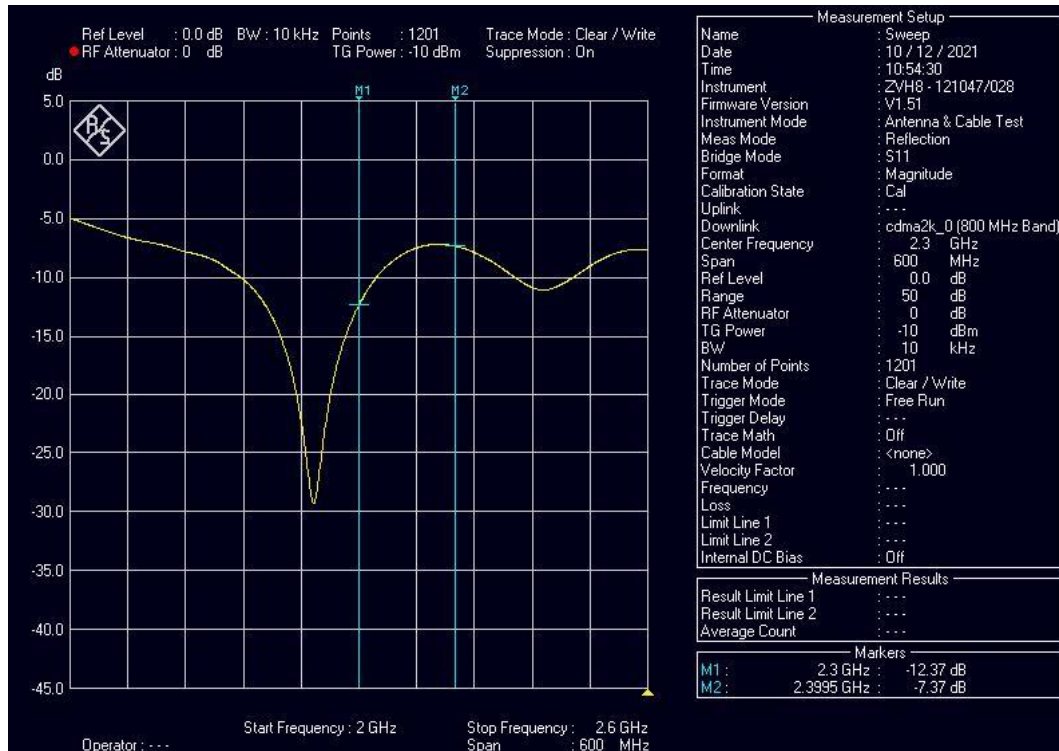 Ref Level : 0.0 dB BW : 10 kHz Points : 1201 Trace Mode : Clear / Write
RF Attenuator : 0 dB TG Power : -10 dBm Suppression : On
dB
M1 M2
5.0
R&S
0.0
-5.0
-10.0
-15.0
-20.0
-25.0
-30.0
-35.0
-40.0
-45.0
Start Frequency : 2 GHz Stop Frequency : 2.6 GHz
Operator : - - - Span : 600 MHz
Measurement Setup
Name : Sweep
Date : 10 / 12 / 2021
Time : 10:54:30
Instrument : ZVH8 - 121047/028
Firmware Version : V1.51
Instrument Mode : Antenna & Cable Test
Meas Mode : Reflection
Bridge Mode : S11
Format : Magnitude
Calibration State : Cal
Uplink : - - -
Downlink : cdma2k_0 (800 MHz Band)
Center Frequency : 2.3 GHz
Span : 600 MHz
Ref Level : 0.0 dB
Range : 50 dB
RF Attenuator : 0 dB
TG Power : -10 dBm
BW : 10 kHz
Number of Points : 1201
Trace Mode : Clear / Write
Trigger Mode : Free Run
Trigger Delay : - - -
Trace Math : Off
Cable Model : <none>
Velocity Factor : 1.000
Frequency : - - -
Loss : - - -
Limit Line 1 : - - -
Limit Line 2 : - - -
Internal DC Bias : Off
Measurement Results
Result Limit Line 1 : - - -
Result Limit Line 2 : - - -
Average Count : - - -
Markers
M1 : 2.3 GHz : -12.37 dB
M2 : 2.3995 GHz : -7.37 dB